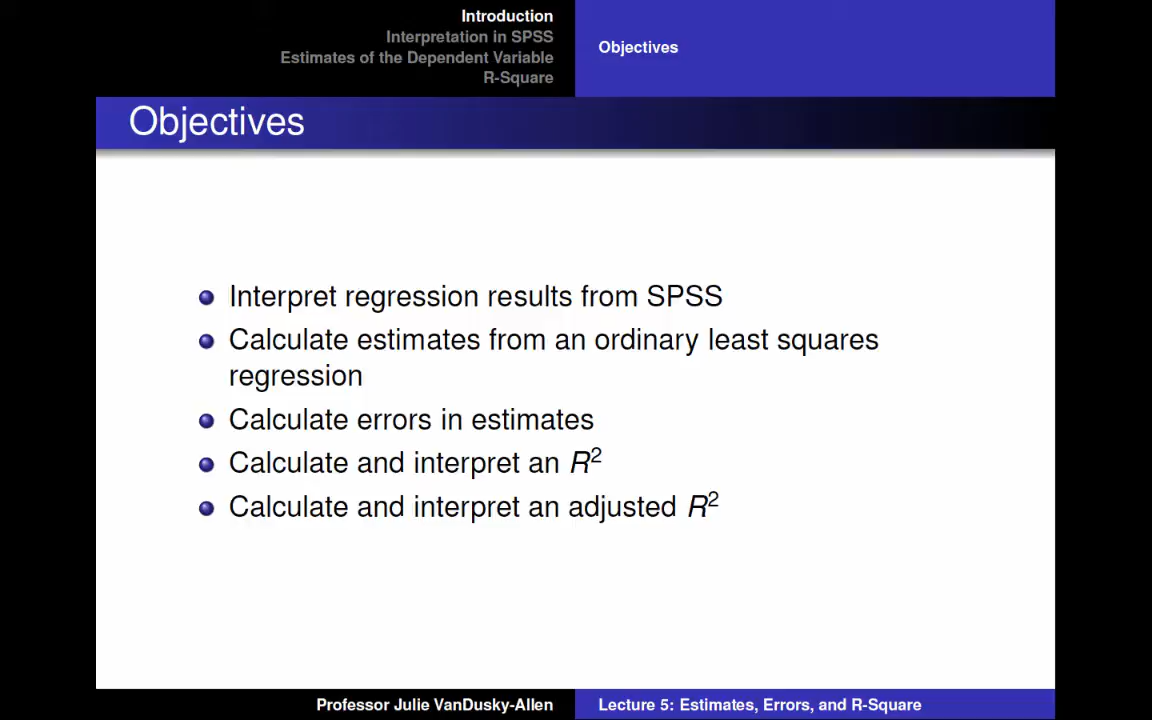 Introduction
Interpretation in SPSS
Estimates of the Dependent Variable
R-Square
Objectives
Objectives
Interpret regression results from SPSS
Calculate estimates from an ordinary least squares
regression
Calculate errors in estimates
Calculate and interpret an R²
Calculate and interpret an adjusted R²
Professor Julie VanDusky-Allen
Lecture 5: Estimates, Errors, and R-Square